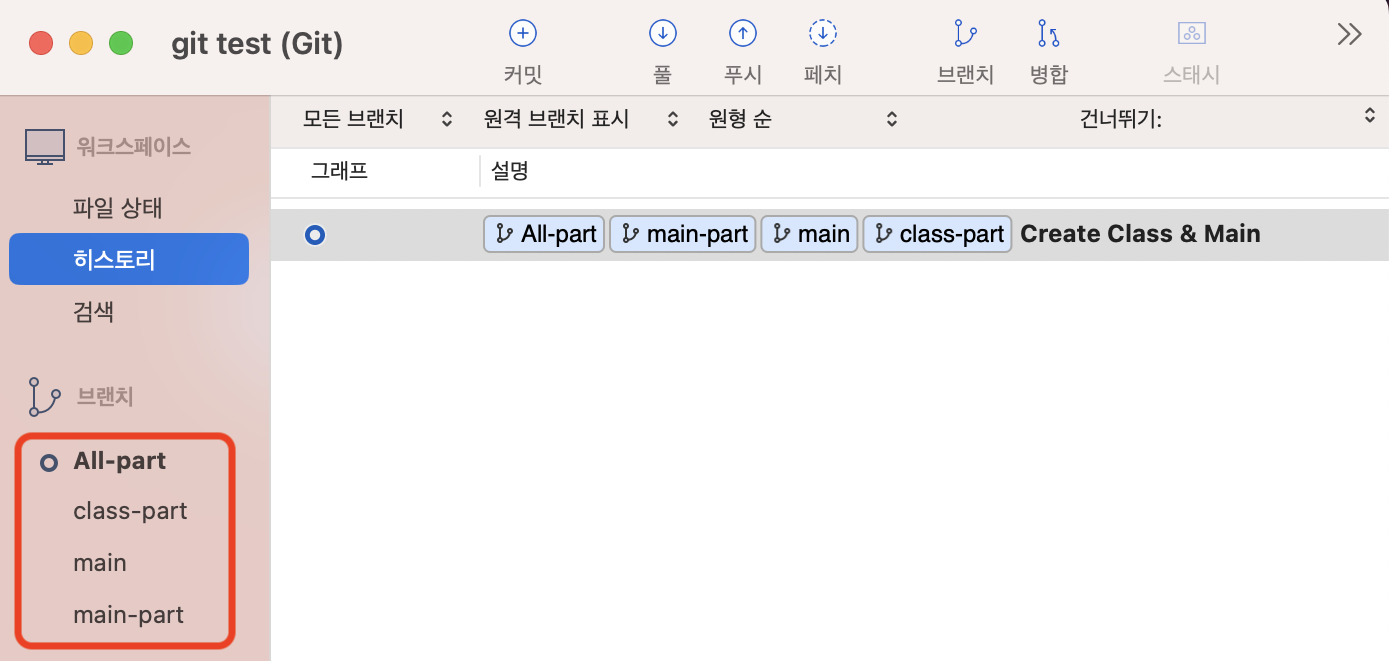 git test (Git)
커밋 풀 푸시 페치 브랜치 병합 스태시
모든 브랜치 원격 브랜치 표시 원형 순 건너뛰기:
그래프 설명
All-part main-part main class-part Create Class & Main
워크스페이스
파일 상태
히스토리
검색
브랜치
All-part
class-part
main
main-part